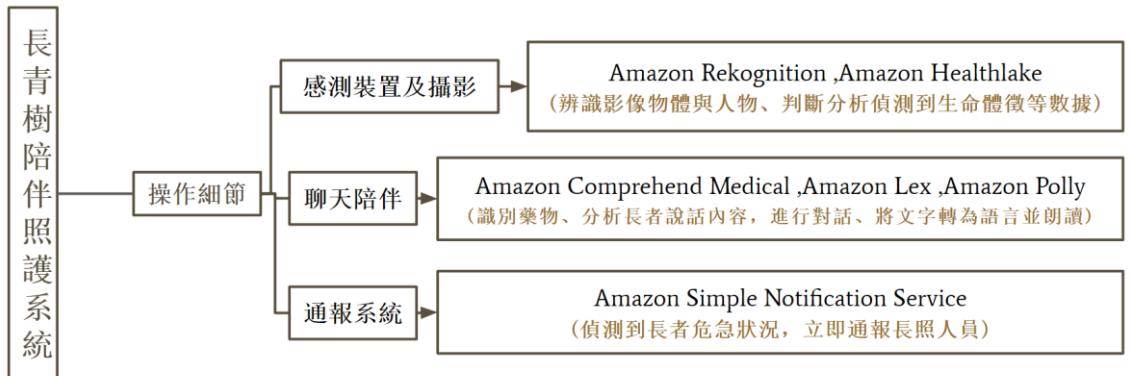 長青樹陪伴照護系統
操作細節
感測裝置及攝影
Amazon Rekognition ,Amazon Healthlake
(辨識影像物體與人物、判斷分析偵測到生命體徵等數據)
聊天陪伴
Amazon Comprehend Medical ,Amazon Lex ,Amazon Polly
(識別藥物、分析長者說話內容，進行對話、將文字轉為語言並朗讀)
通報系統
Amazon Simple Notification Service
(偵測到長者危急狀況，立即通報長照人員)